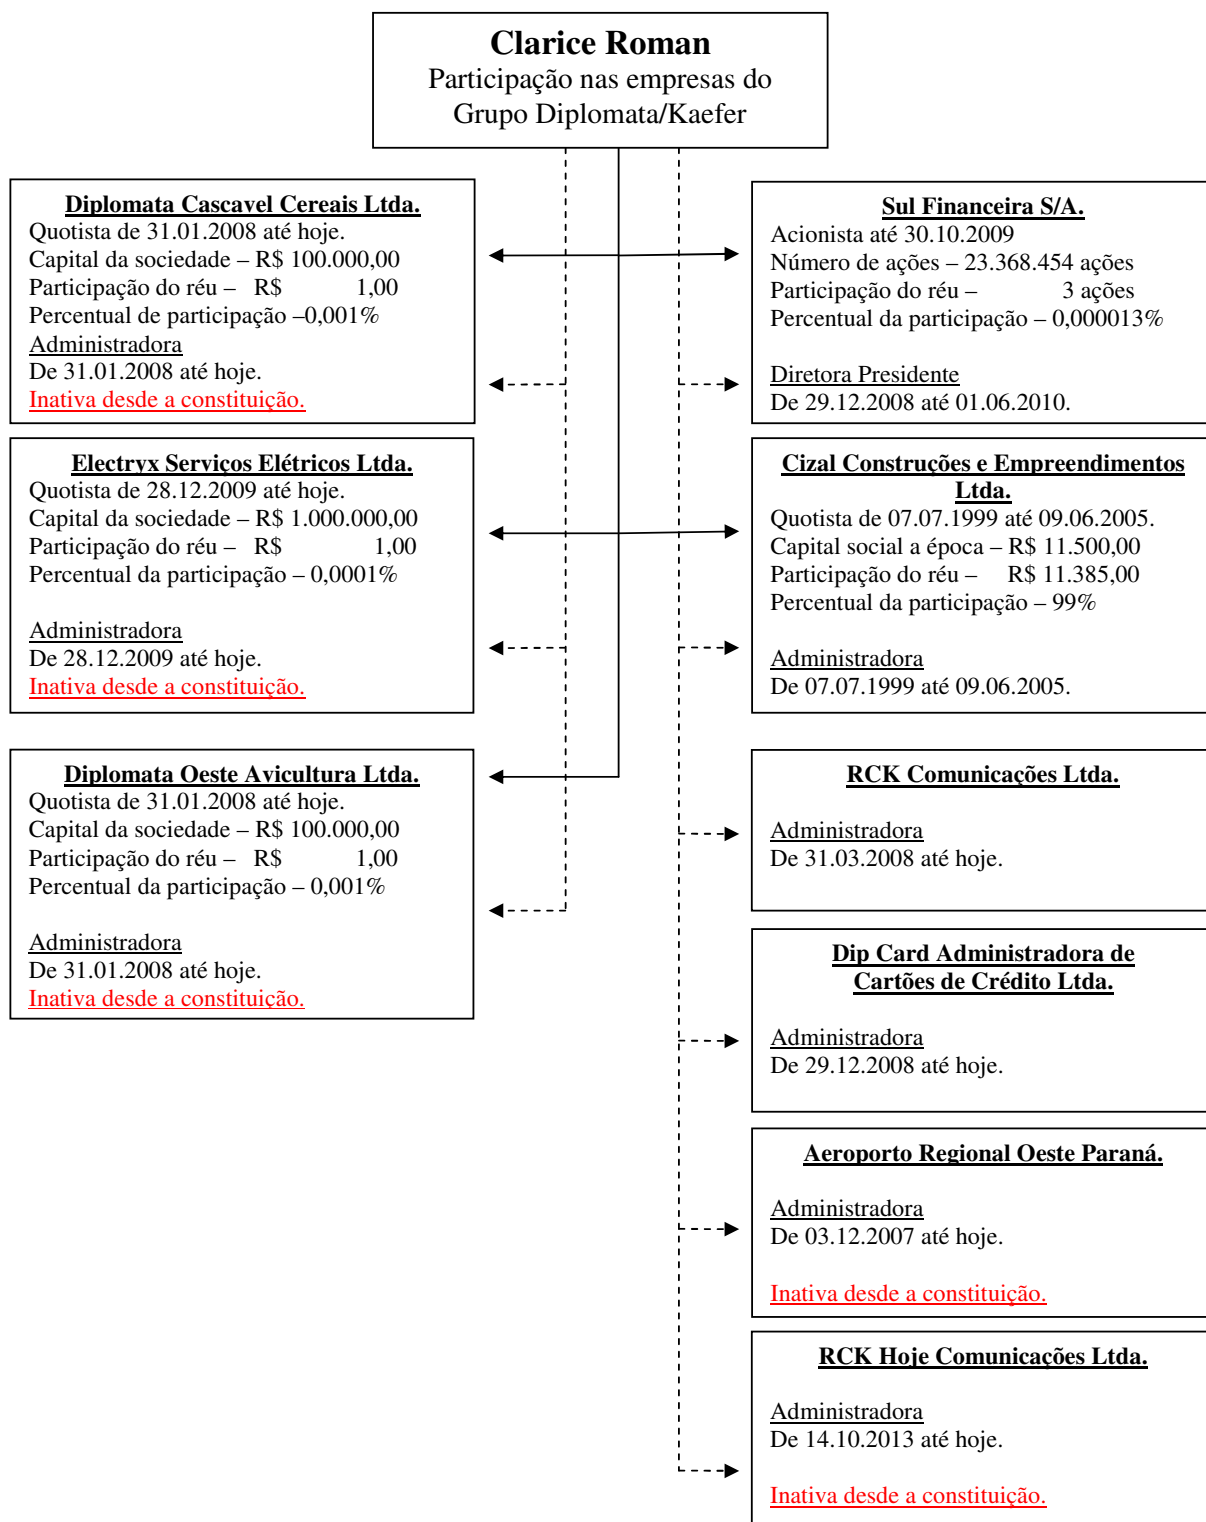 Clarice Roman
Participação nas empresas do
Grupo Diplomata/Kaefer
Diplomata Cascavel Cereais Ltda.
Quotista de 31.01.2008 até hoje.
Capital da sociedade – R$ 100.000,00
Participação do réu – R$ 1,00
Percentual de participação –0,001%
Administradora
De 31.01.2008 até hoje.
Inativa desde a constituição.
Electryx Serviços Elétricos Ltda.
Quotista de 28.12.2009 até hoje.
Capital da sociedade – R$ 1.000.000,00
Participação do réu – R$ 1,00
Percentual da participação – 0,0001%
Administradora
De 28.12.2009 até hoje.
Inativa desde a constituição.
Diplomata Oeste Avicultura Ltda.
Quotista de 31.01.2008 até hoje.
Capital da sociedade – R$ 100.000,00
Participação do réu – R$ 1,00
Percentual da participação – 0,001%
Administradora
De 31.01.2008 até hoje.
Inativa desde a constituição.
Sul Financeira S/A.
Acionista até 30.10.2009
Número de ações – 23.368.454 ações
Participação do réu – 3 ações
Percentual da participação – 0,000013%
Diretora Presidente
De 29.12.2008 até 01.06.2010.
Cizal Construções e Empreendimentos
Ltda.
Quotista de 07.07.1999 até 09.06.2005.
Capital social a época – R$ 11.500,00
Participação do réu – R$ 11.385,00
Percentual da participação – 99%
Administradora
De 07.07.1999 até 09.06.2005.
RCK Comunicações Ltda.
Administradora
De 31.03.2008 até hoje.
Dip Card Administradora de
Cartões de Crédito Ltda.
Administradora
De 29.12.2008 até hoje.
Aeroporto Regional Oeste Paraná.
Administradora
De 03.12.2007 até hoje.
Inativa desde a constituição.
RCK Hoje Comunicações Ltda.
Administradora
De 14.10.2013 até hoje.
Inativa desde a constituição.